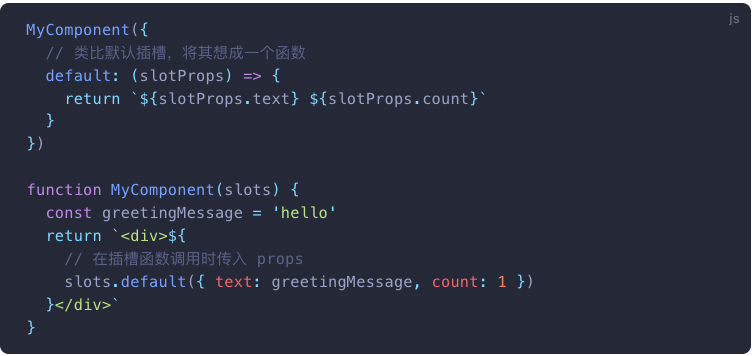 js
MyComponent({
  // 类比默认插槽，将其想成一个函数
  default: (slotProps) => {
    return `${slotProps.text} ${slotProps.count}`
  }
})

function MyComponent(slots) {
  const greetingMessage = 'hello'
  return `<div>${
    // 在插槽函数调用时传入 props
    slots.default({ text: greetingMessage, count: 1 })
  }</div>`
}